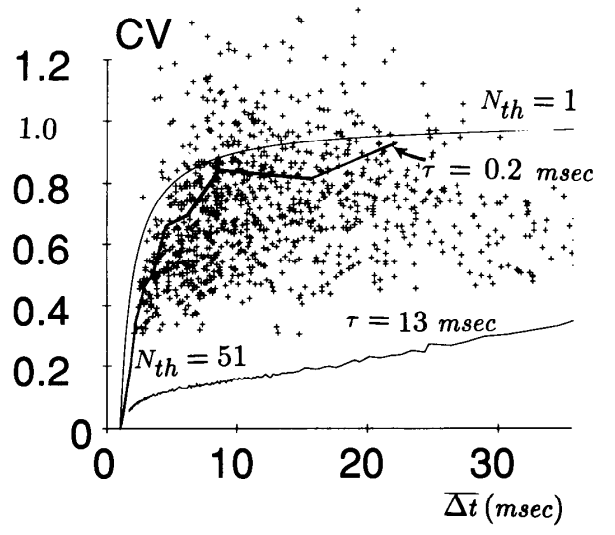 CV
1.2
1.0
0.8
0.6
0.4
0.2
0
N_th = 1
τ = 0.2 msec
τ = 13 msec
N_th = 51
0 10 20 30
Δt (msec)